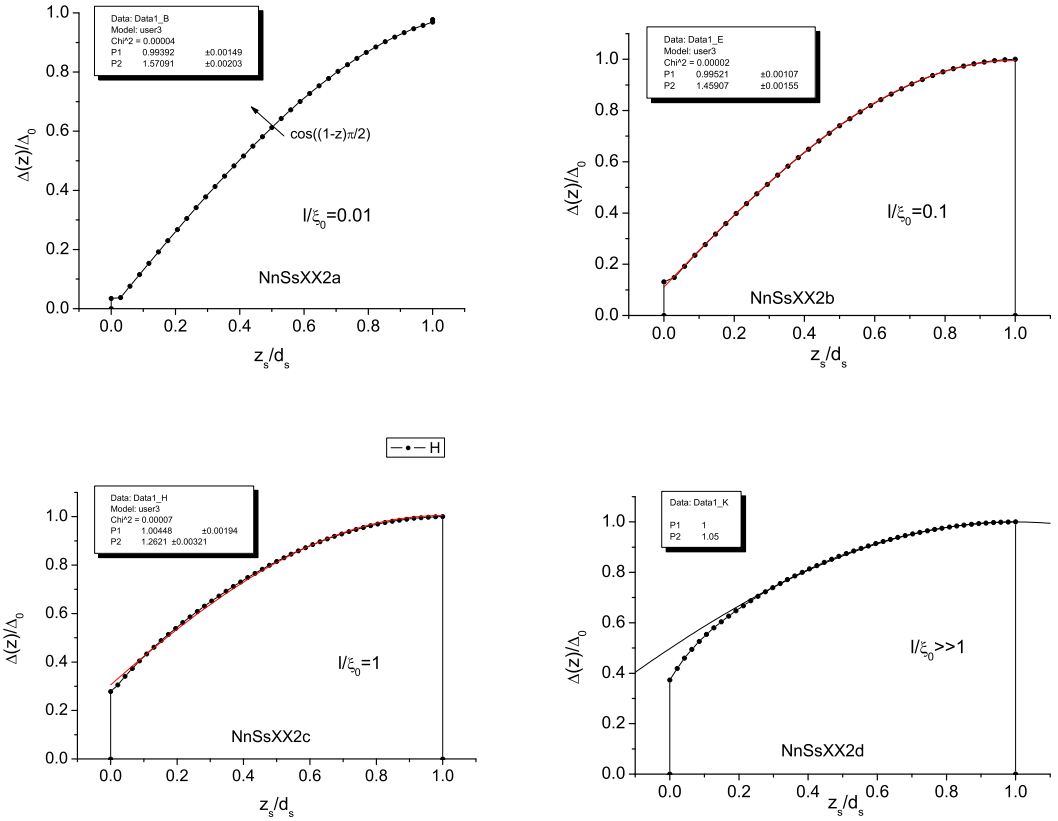 Data: Data1_B
Model: user3
Chi^2 = 0.00004
P1 0.99392 ±0.00149
P2 1.57091 ±0.00203
1.0
0.8
0.6
0.4
0.2
0.0
Δ(z)/Δ0
cos((1-z)π/2)
l/ξ0=0.01
NnSsXX2a
0.0 0.2 0.4 0.6 0.8 1.0
zs/ds
Data: Data1_E
Model: user3
Chi^2 = 0.00002
P1 0.99521 ±0.00107
P2 1.45907 ±0.00155
1.0
0.8
0.6
0.4
0.2
0.0
Δ(z)/Δ0
l/ξ0=0.1
NnSsXX2b
0.0 0.2 0.4 0.6 0.8 1.0
zs/ds
H
Data: Data1_H
Model: user3
Chi^2 = 0.00007
P1 1.00448 ±0.00194
P2 1.2621 ±0.00321
1.0
0.8
0.6
0.4
0.2
0.0
Δ(z)/Δ0
l/ξ0=1
NnSsXX2c
0.0 0.2 0.4 0.6 0.8 1.0
zs/ds
Data: Data1_K
P1 1
P2 1.05
1.0
0.8
0.6
0.4
0.2
0.0
Δ(z)/Δ0
l/ξ0>>1
NnSsXX2d
0.0 0.2 0.4 0.6 0.8 1.0
zs/ds